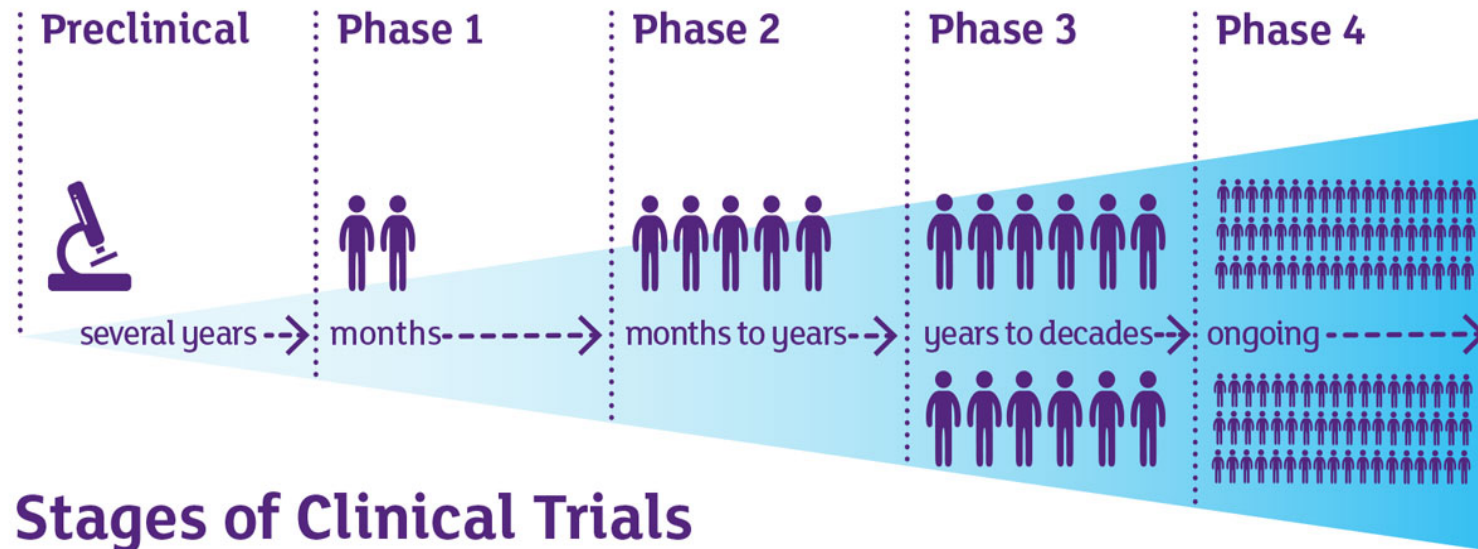 Preclinical
Phase 1
Phase 2
Phase 3
Phase 4
several years
months
months to years
years to decades
ongoing
Stages of Clinical Trials